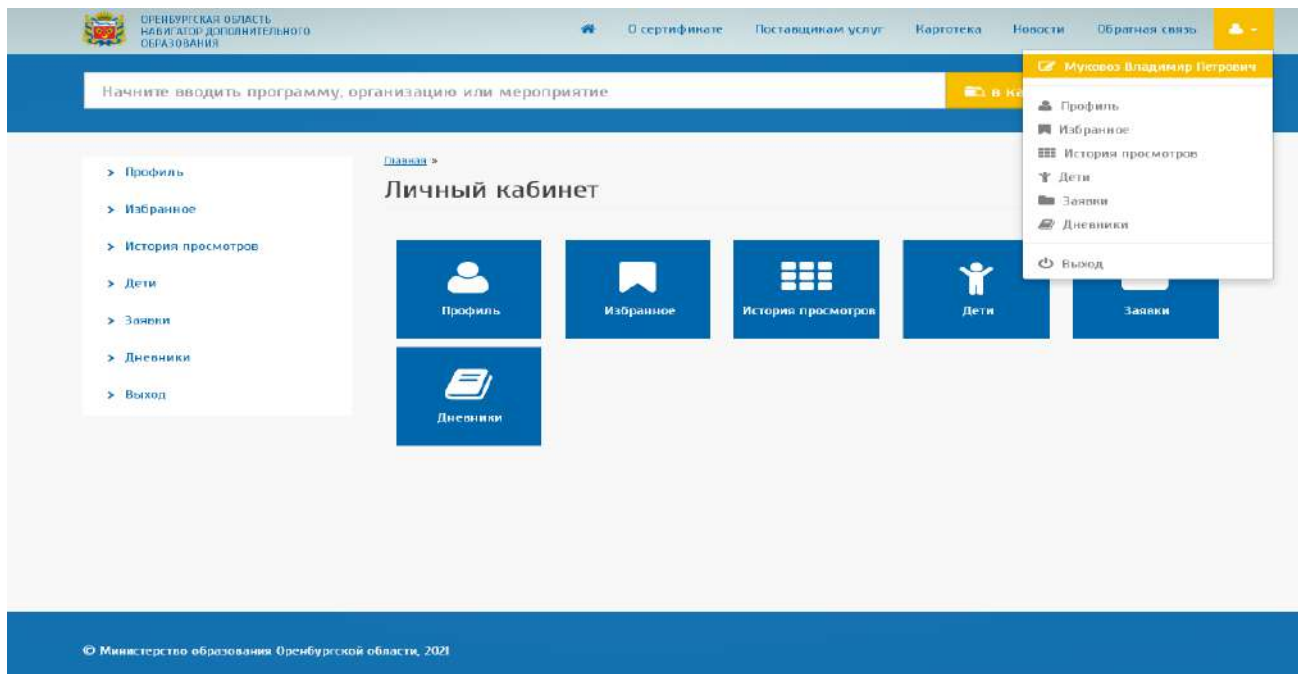 ОРЕНБУРГСКАЯ ОБЛАСТЬ
НАВИГАТОР ДОПОЛНИТЕЛЬНОГО
ОБРАЗОВАНИЯ
О сертификате Поставщикам услуг Картотека Новости Обратная связь
Муковоз Владимир Петрович
Начните вводить программу, организацию или мероприятие
в ка
Профиль
Избранное
История просмотров
Дети
Заявки
Дневники
Выход
Главная »
Личный кабинет
> Профиль
> Избранное
> История просмотров
> Дети
> Заявки
> Дневники
> Выход
Профиль Избранное История просмотров Дети Заявки
Дневники
© Министерство образования Оренбургской области, 2021